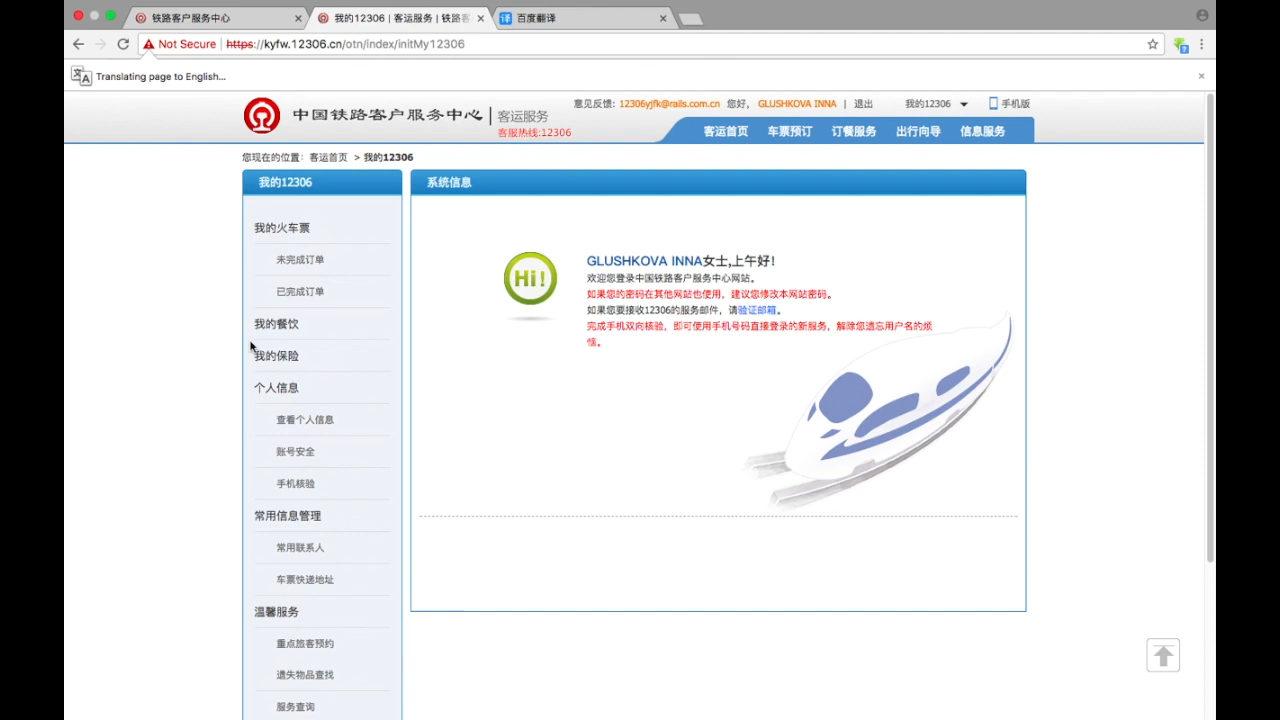 铁路客户服务中心
我的12306 | 客运服务 | 铁路客
百度翻译
Not Secure
https://kyfw.12306.cn/otn/index/initMy12306
Translating page to English...
中国铁路客户服务中心
客运服务
客服热线:12306
意见反馈: 12306yjfk@rails.com.cn 您好, GLUSHKOVA INNA | 退出
我的12306
手机版
客运首页 车票预订 订餐服务 出行向导 信息服务
您现在的位置: 客运首页 > 我的12306
我的12306
我的火车票
未完成订单
已完成订单
我的餐饮
我的保险
个人信息
查看个人信息
账号安全
手机核验
常用信息管理
常用联系人
车票快递地址
温馨服务
重点旅客预约
遗失物品查找
服务查询
系统信息
Hi!
GLUSHKOVA INNA女士,上午好!
欢迎您登录中国铁路客户服务中心网站。
如果您的密码在其他网站也使用，建议您修改本网站密码。
如果您要接收12306的服务邮件，请验证邮箱。
完成手机双向核验，即可使用手机号码直接登录的新服务，解除您遗忘用户名的烦
恼。